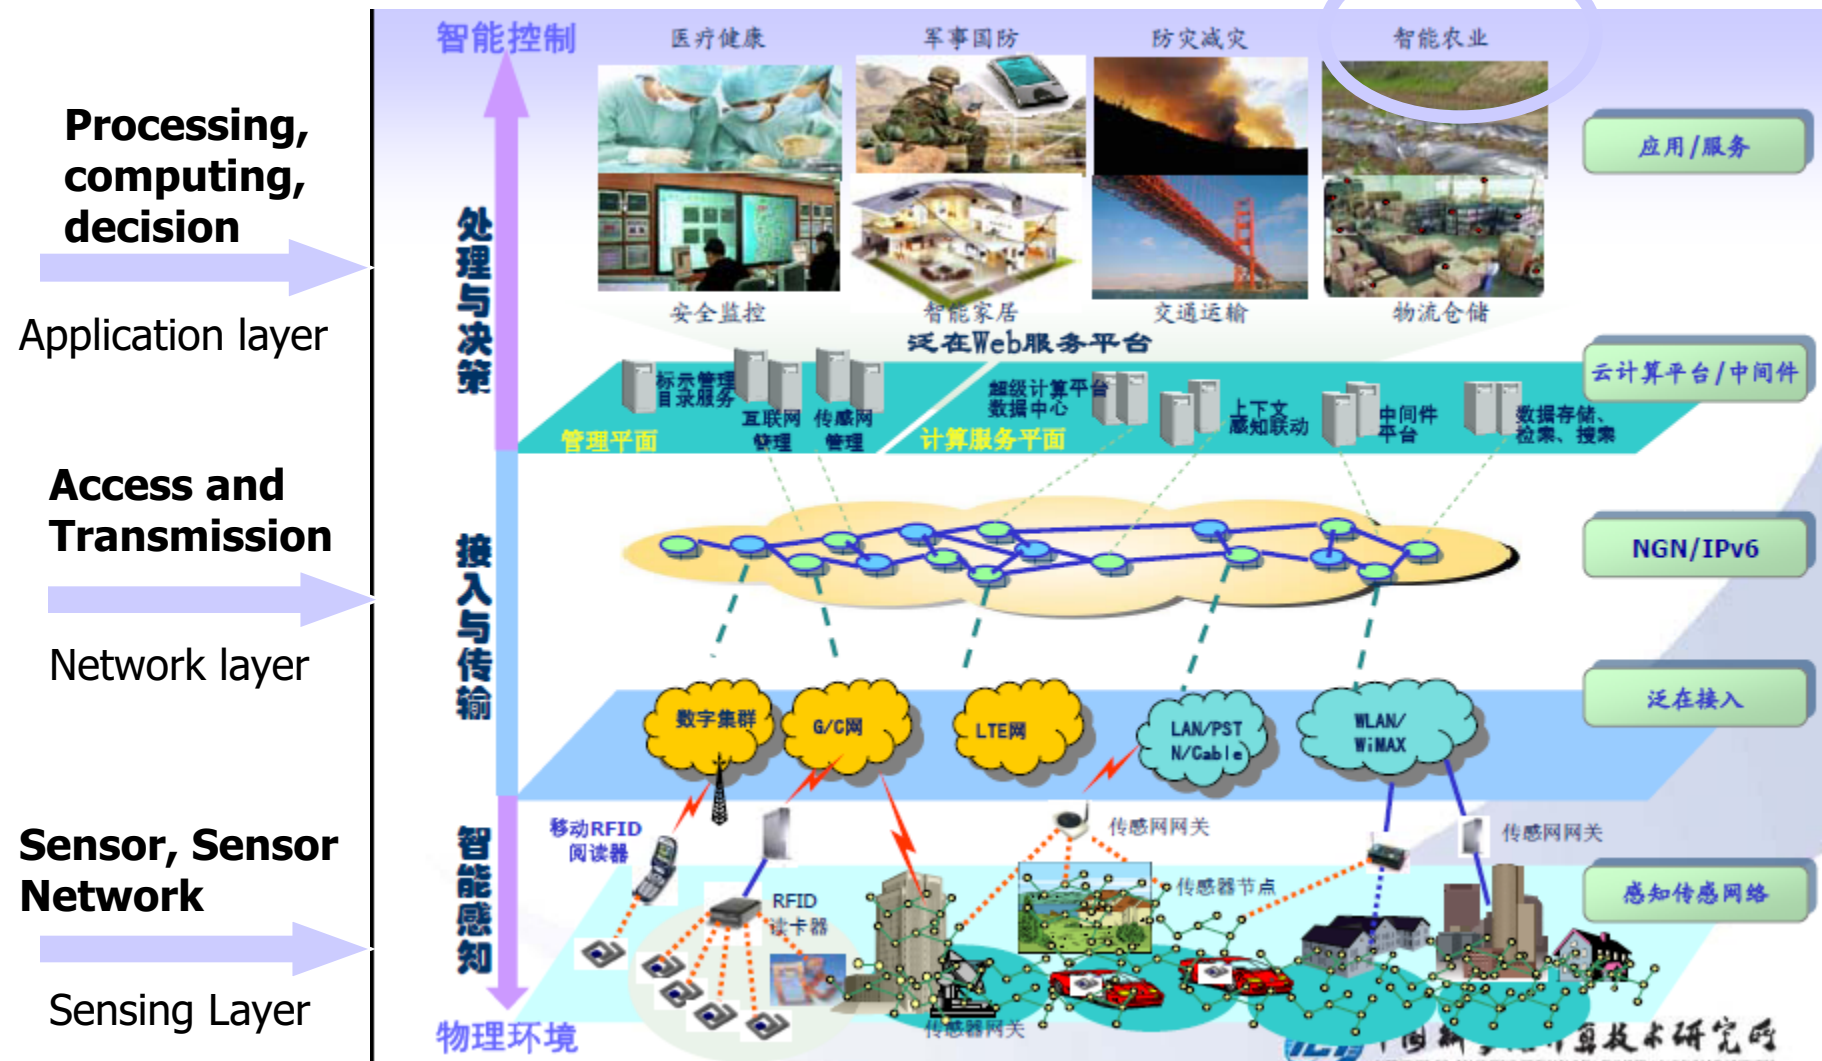 Processing,
computing,
decision
Application layer
Access and
Transmission
Network layer
Sensor, Sensor
Network
Sensing Layer
智能控制
处理与决策
接入与传输
智能感知
物理环境
医疗健康
军事国防
防灾减灾
智能农业
安全监控
智能家居
交通运输
物流仓储
泛在Web服务平台
标示管理
目录服务
互联网
管理
传感网
管理
管理平面
超级计算平台
数据中心
计算服务平面
上下文
感知联动
中间件
平台
数据存储、
检索、搜索
数字集群
G/C网
LTE网
LAN/PST
N/Cable
WLAN/
WiMAX
移动RFID
阅读器
RFID
读卡器
传感网网关
传感器节点
传感网网关
传感器网关
应用/服务
云计算平台/中间件
NGN/IPv6
泛在接入
感知传感网络
算技术研究所